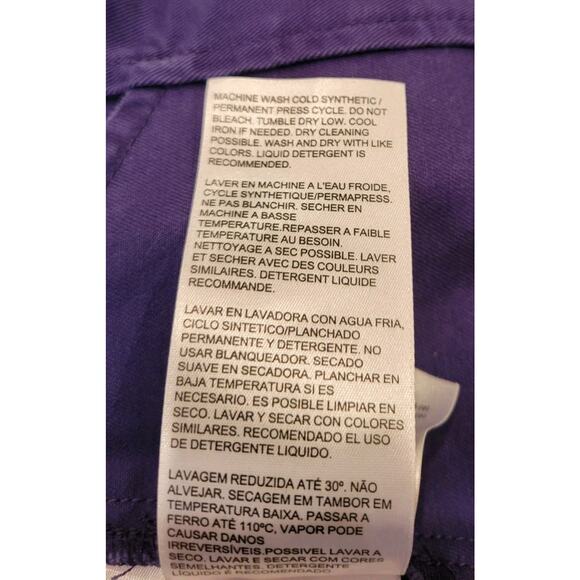 MACHINE WASH COLD SYNTHETIC /
PERMANENT PRESS CYCLE. DO NOT
BLEACH. TUMBLE DRY LOW. COOL
IRON IF NEEDED. DRY CLEANING
POSSIBLE. WASH AND DRY WITH LIKE
COLORS. LIQUID DETERGENT IS
RECOMMENDED.
LAVER EN MACHINE A L'EAU FROIDE,
CYCLE SYNTHETIQUE/PERMAPRESS.
NE PAS BLANCHIR. SECHER EN
MACHINE A BASSE
TEMPERATURE.REPASSER A FAIBLE
TEMPERATURE AU BESOIN.
NETTOYAGE A SEC POSSIBLE. LAVER
ET SECHER AVEC DES COULEURS
SIMILAIRES. DETERGENT LIQUIDE
RECOMMANDE.
LAVAR EN LAVADORA CON AGUA FRIA,
CICLO SINTETICO/PLANCHADO
PERMANENTE Y DETERGENTE. NO
USAR BLANQUEADOR. SECADO
SUAVE EN SECADORA. PLANCHAR EN
BAJA TEMPERATURA SI ES
NECESARIO. ES POSIBLE LIMPIAR EN
SECO. LAVAR Y SECAR CON COLORES
SIMILARES. RECOMENDADO EL USO
DE DETERGENTE LIQUIDO.
LAVAGEM REDUZIDA ATÉ 30º. NÃO
ALVEJAR. SECAGEM EM TAMBOR EM
TEMPERATURA BAIXA. PASSAR A
FERRO ATÉ 110ºC, VAPOR PODE
CAUSAR DANOS
IRREVERSÍVEIS.POSSIVEL LAVAR A
SECO. LAVAR E SECAR COM CORES
SEMELHANTES. DETERGENTE
LÍQUIDO É RECOMENDADO